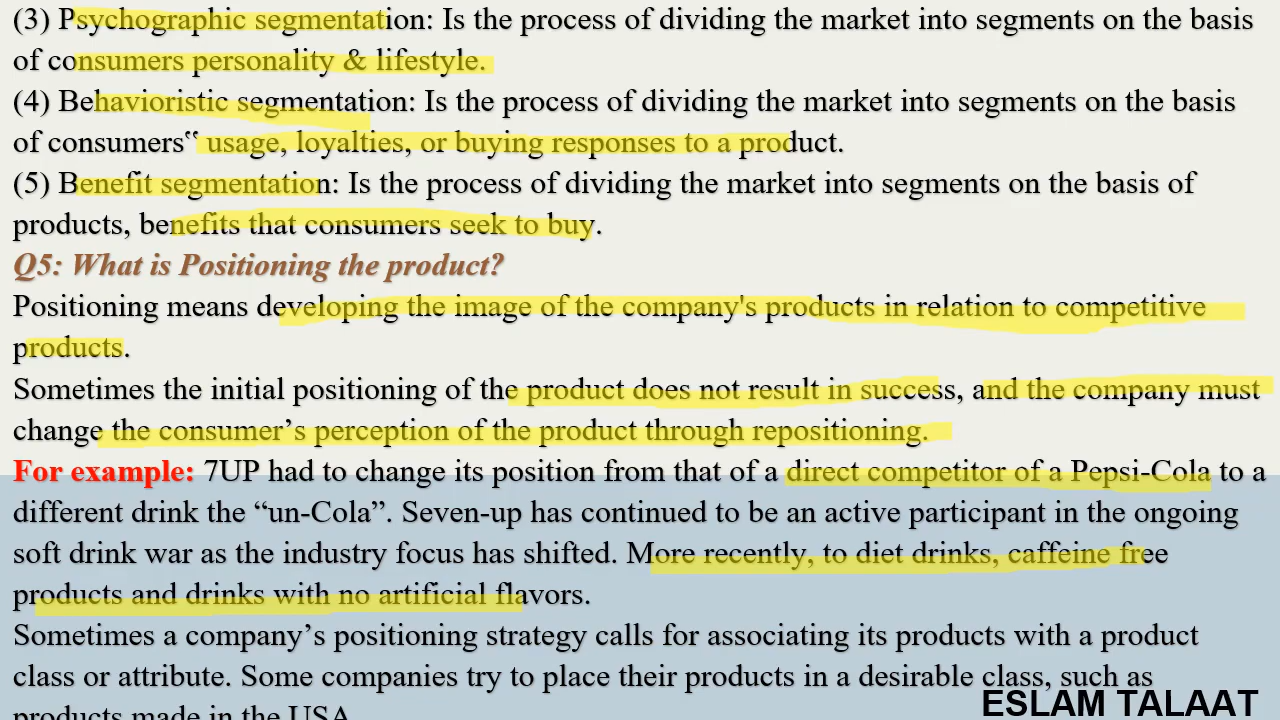 (3) Psychographic segmentation: Is the process of dividing the market into segments on the basis
of consumers personality & lifestyle.
(4) Behavioristic segmentation: Is the process of dividing the market into segments on the basis
of consumers‟ usage, loyalties, or buying responses to a product.
(5) Benefit segmentation: Is the process of dividing the market into segments on the basis of
products, benefits that consumers seek to buy.
Q5: What is Positioning the product?
Positioning means developing the image of the company's products in relation to competitive
products.
Sometimes the initial positioning of the product does not result in success, and the company must
change the consumer’s perception of the product through repositioning.
For example: 7UP had to change its position from that of a direct competitor of a Pepsi-Cola to a
different drink the “un-Cola”. Seven-up has continued to be an active participant in the ongoing
soft drink war as the industry focus has shifted. More recently, to diet drinks, caffeine free
products and drinks with no artificial flavors.
Sometimes a company’s positioning strategy calls for associating its products with a product
class or attribute. Some companies try to place their products in a desirable class, such as
products made in the USA
ESLAM TALAAT